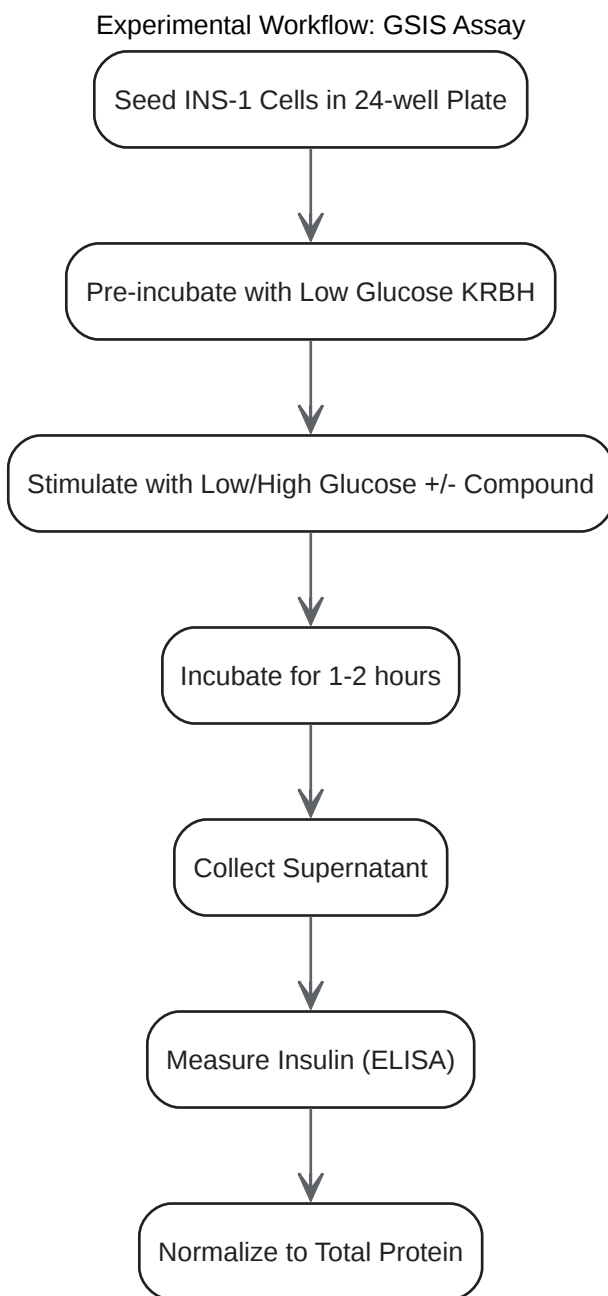 Experimental Workflow: GSIS Assay
Seed INS-1 Cells in 24-well Plate
Pre-incubate with Low Glucose KRBH
Stimulate with Low/High Glucose +/- Compound
Incubate for 1-2 hours
Collect Supernatant
Measure Insulin (ELISA)
Normalize to Total Protein